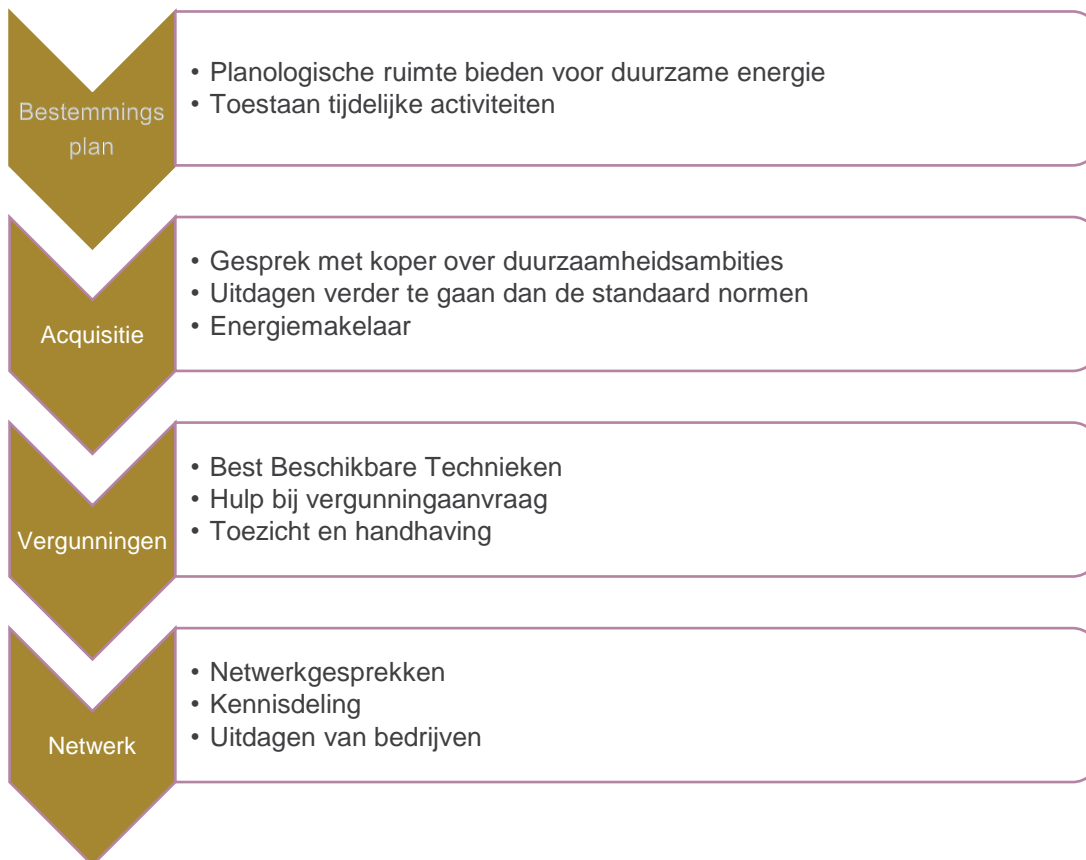 Bestemmings
plan
• Planologische ruimte bieden voor duurzame energie
• Toestaan tijdelijke activiteiten
Acquisitie
• Gesprek met koper over duurzaamheidsambities
• Uitdagen verder te gaan dan de standaard normen
• Energiemakelaar
Vergunningen
• Best Beschikbare Technieken
• Hulp bij vergunningaanvraag
• Toezicht en handhaving
Netwerk
• Netwerkgesprekken
• Kennisdeling
• Uitdagen van bedrijven